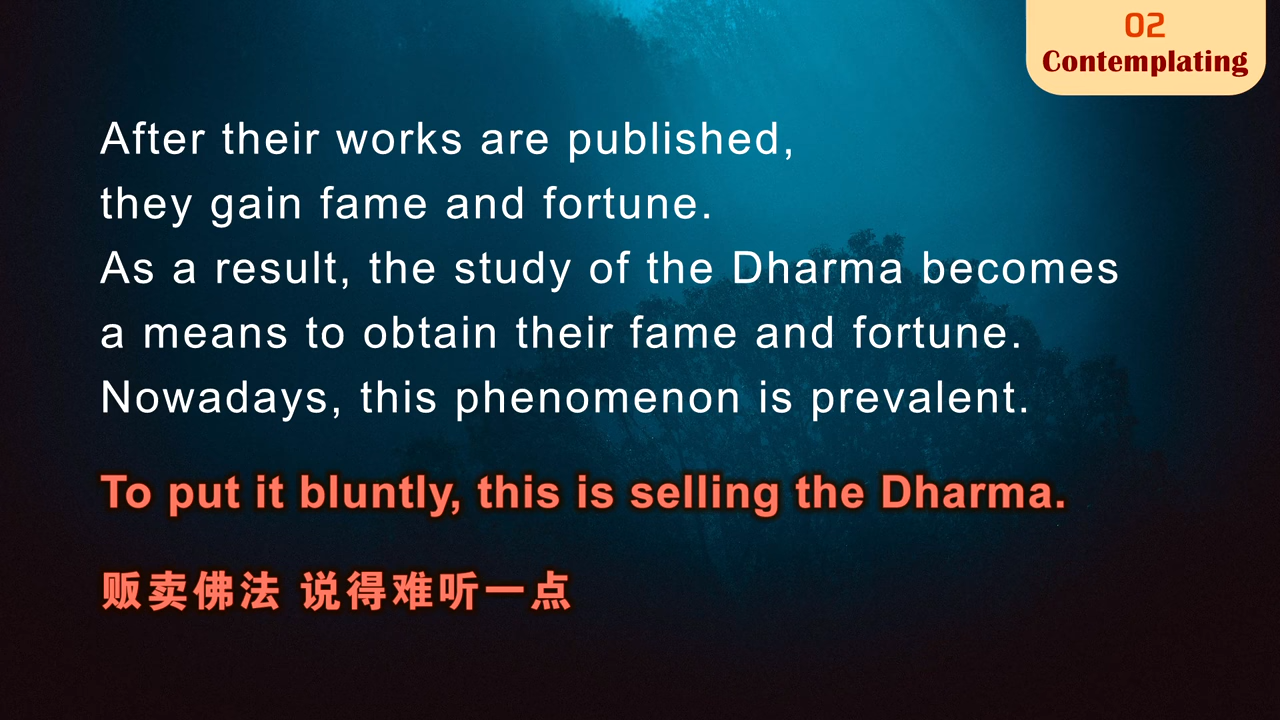 02
Contemplating
After their works are published,
they gain fame and fortune.
As a result, the study of the Dharma becomes
a means to obtain their fame and fortune.
Nowadays, this phenomenon is prevalent.
To put it bluntly, this is selling the Dharma.
贩卖佛法 说得难听一点